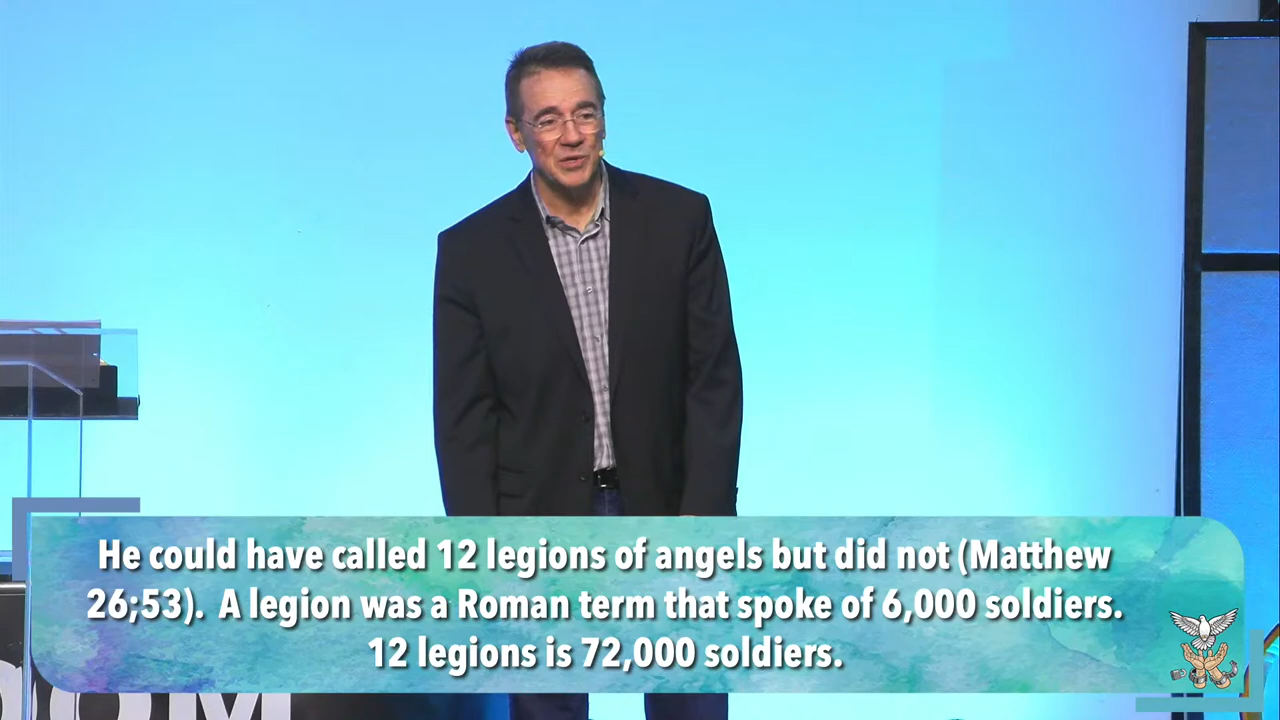 He could have called 12 legions of angels but did not (Matthew
26;53).  A legion was a Roman term that spoke of 6,000 soldiers.
12 legions is 72,000 soldiers.
OOM